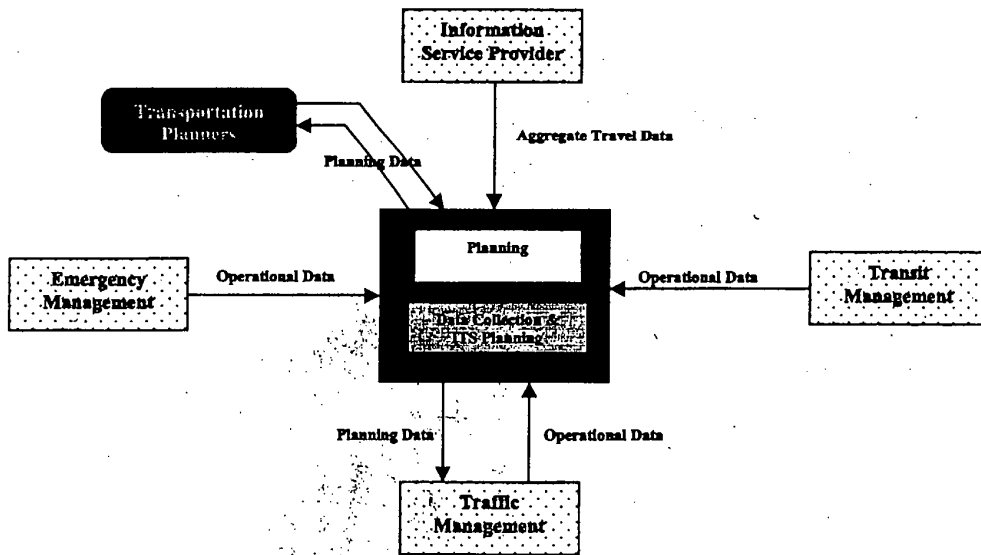 Information
Service Provider
Transportation
Planners
Aggregate Travel Data
Planning Data
Planning
Emergency
Management
Operational Data
Operational Data
Transit
Management
Data Collection &
ITS Planning
Planning Data
Operational Data
Traffic
Management